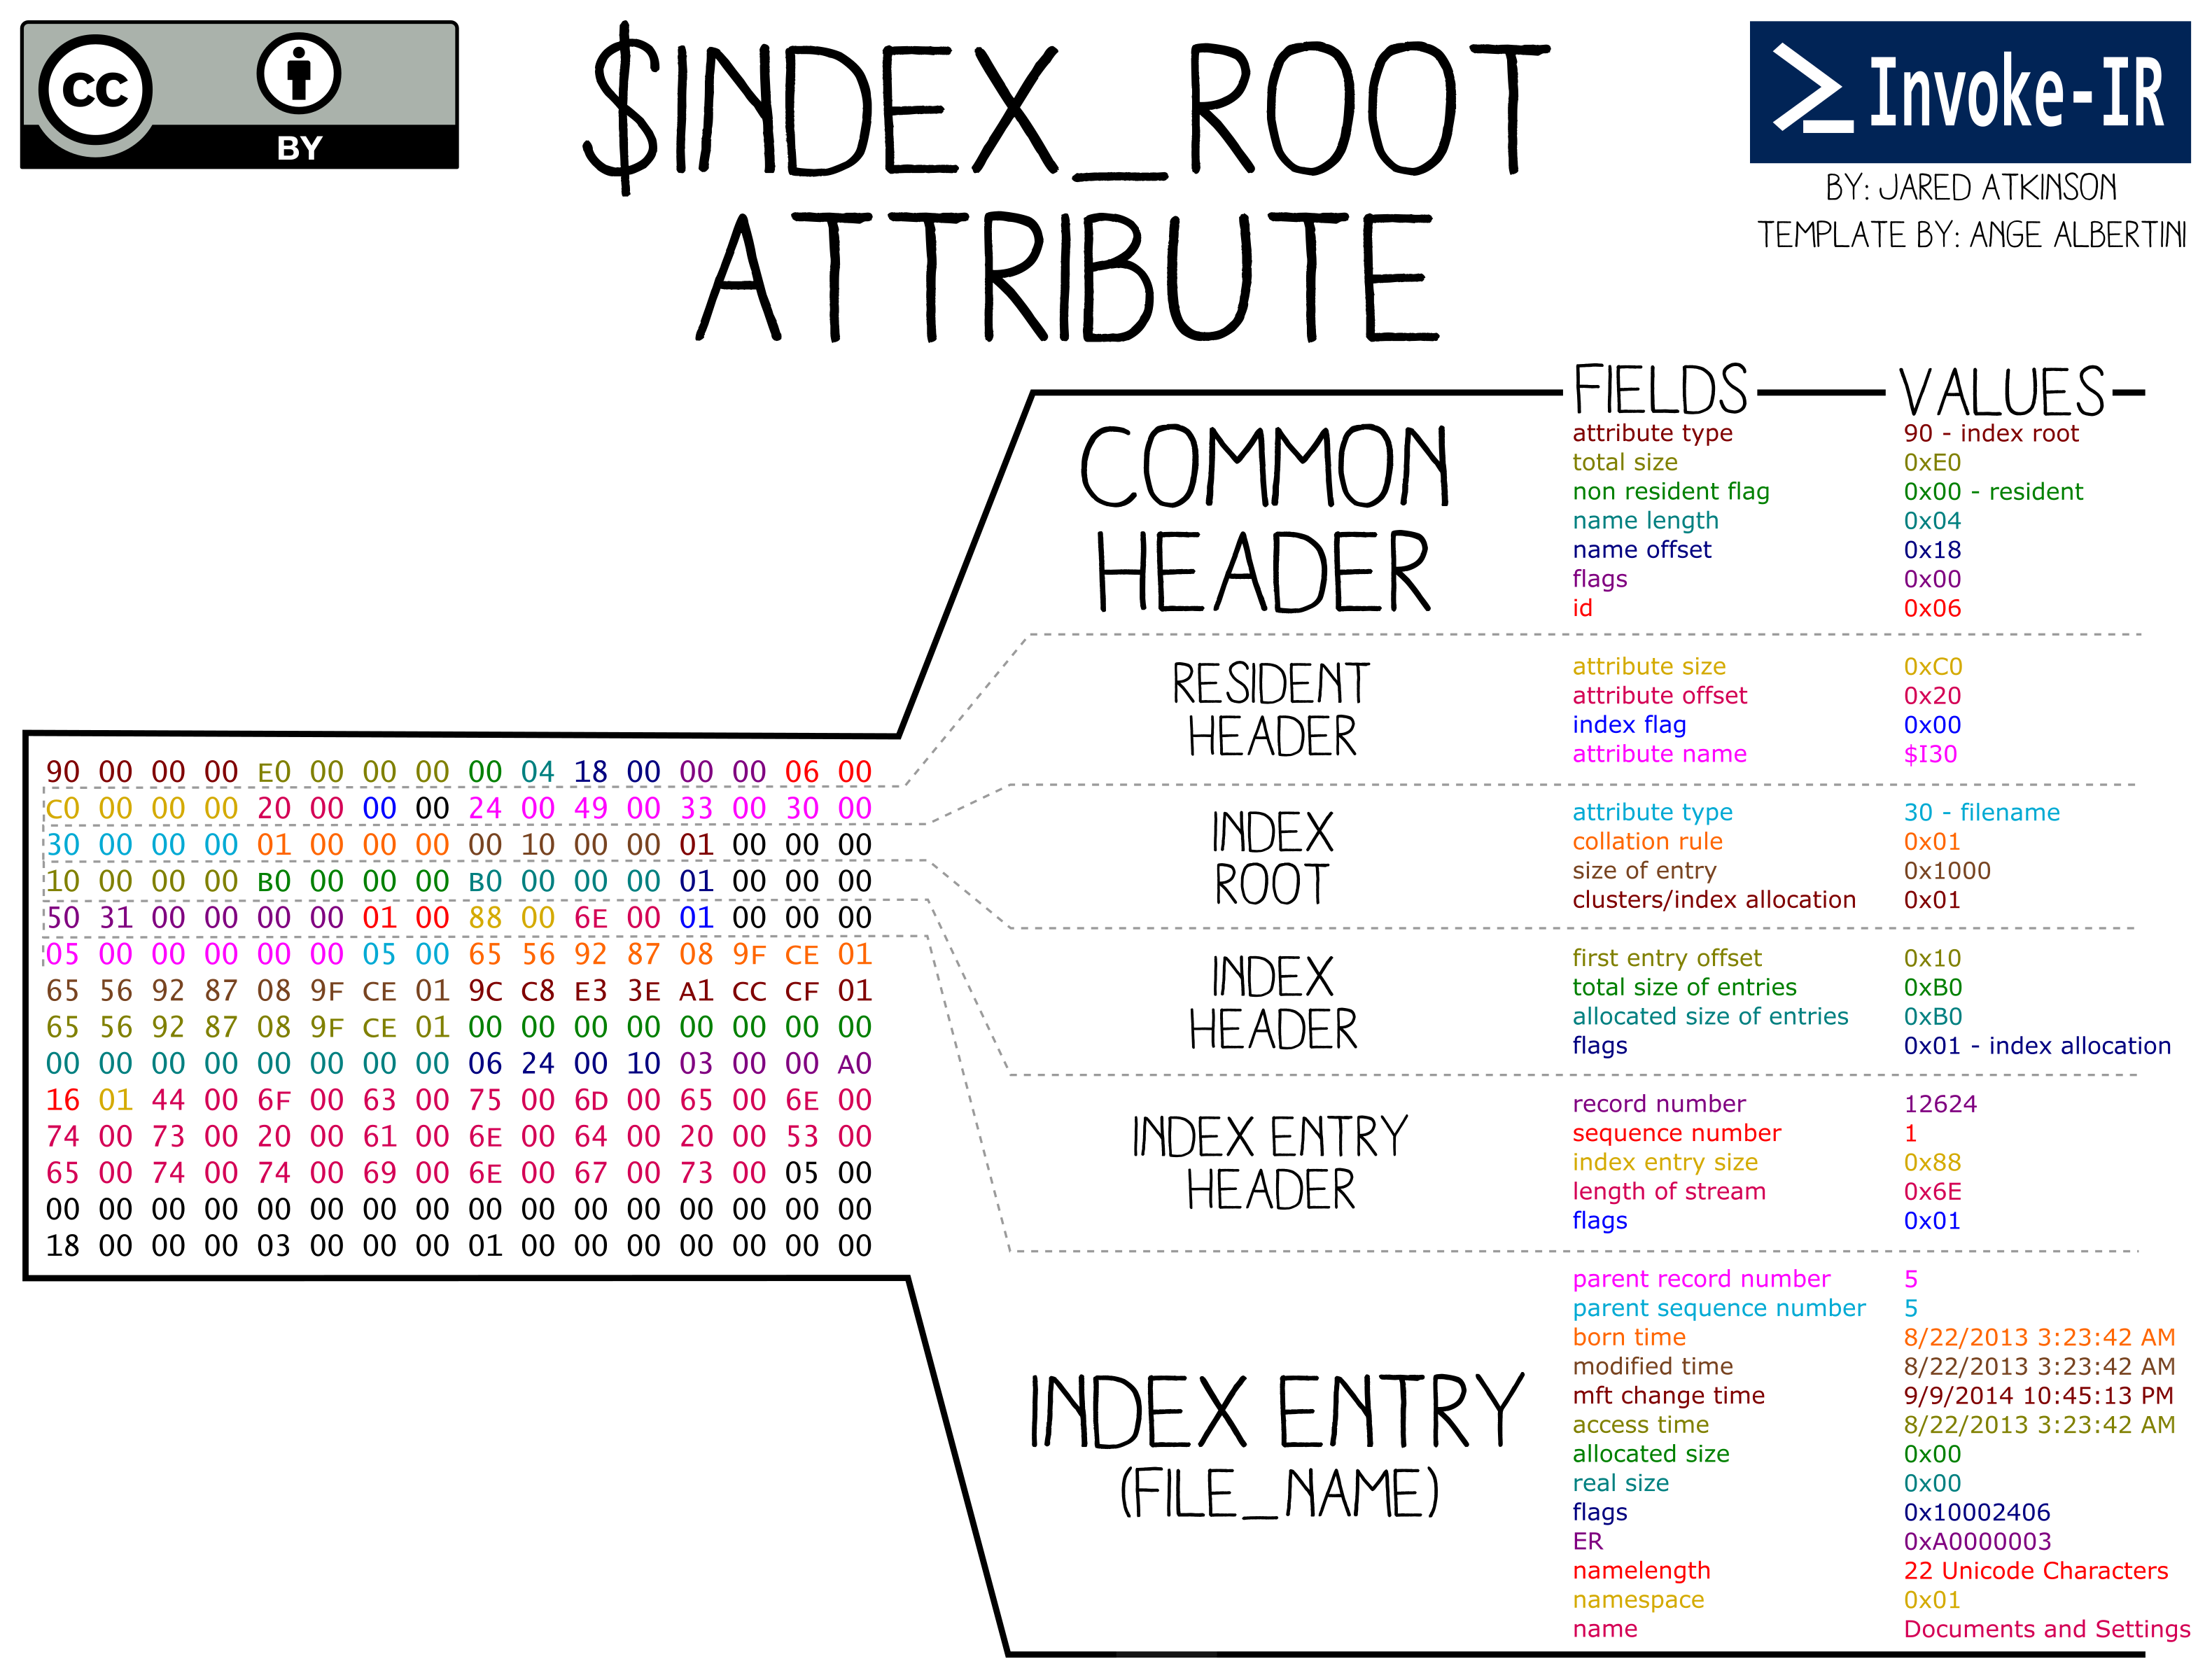 CC
BY
$INDEX_ROOT
ATTRIBUTE
>_ Invoke-IR
BY: JARED ATKINSON
TEMPLATE BY: ANGE ALBERTINI
FIELDS VALUES
COMMON
HEADER
attribute type 90 - index root
total size 0xE0
non resident flag 0x00 - resident
name length 0x04
name offset 0x18
flags 0x00
id 0x06
RESIDENT
HEADER
attribute size 0xC0
attribute offset 0x20
index flag 0x00
attribute name $I30
INDEX
ROOT
attribute type 30 - filename
collation rule 0x01
size of entry 0x1000
clusters/index allocation 0x01
INDEX
HEADER
first entry offset 0x10
total size of entries 0xB0
allocated size of entries 0xB0
flags 0x01 - index allocation
INDEX ENTRY
HEADER
record number 12624
sequence number 1
index entry size 0x88
length of stream 0x6E
flags 0x01
INDEX ENTRY
(FILE_NAME)
parent record number 5
parent sequence number 5
born time 8/22/2013 3:23:42 AM
modified time 8/22/2013 3:23:42 AM
mft change time 9/9/2014 10:45:13 PM
access time 8/22/2013 3:23:42 AM
allocated size 0x00
real size 0x00
flags 0x10002406
ER 0xA0000003
namelength 22 Unicode Characters
namespace 0x01
name Documents and Settings
90 00 00 00 E0 00 00 00 00 04 18 00 00 00 06 00
C0 00 00 00 20 00 00 00 24 00 49 00 33 00 30 00
30 00 00 00 01 00 00 00 00 10 00 00 01 00 00 00
10 00 00 00 B0 00 00 00 B0 00 00 00 01 00 00 00
50 31 00 00 00 00 01 00 88 00 6E 00 01 00 00 00
05 00 00 00 00 00 05 00 65 56 92 87 08 9F CE 01
65 56 92 87 08 9F CE 01 9C C8 E3 3E A1 CC CF 01
65 56 92 87 08 9F CE 01 00 00 00 00 00 00 00 00
00 00 00 00 00 00 00 00 06 24 00 10 03 00 00 A0
16 01 44 00 6F 00 63 00 75 00 6D 00 65 00 6E 00
74 00 73 00 20 00 61 00 6E 00 64 00 20 00 53 00
65 00 74 00 74 00 69 00 6E 00 67 00 73 00 05 00
00 00 00 00 00 00 00 00 00 00 00 00 00 00 00 00
18 00 00 00 03 00 00 00 01 00 00 00 00 00 00 00